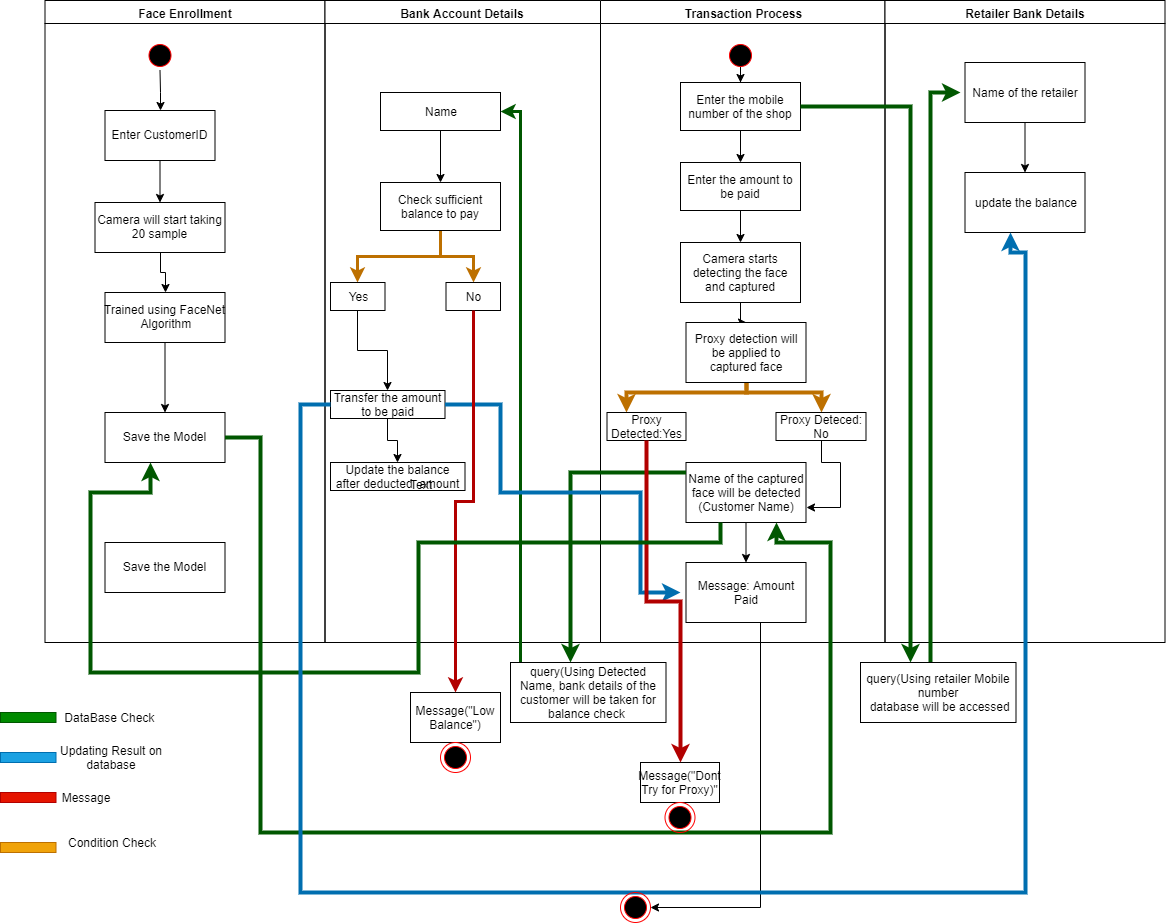 Face Enrollment
Bank Account Details
Transaction Process
Retailer Bank Details
Enter CustomerID
Camera will start taking
20 sample
Trained using FaceNet
Algorithm
Save the Model
Save the Model
Name
Check sufficient
balance to pay
Yes
No
Transfer the amount
to be paid
Update the balance
after deducted amount
Text
Enter the mobile
number of the shop
Enter the amount to
be paid
Camera starts
detecting the face
and captured
Proxy detection will
be applied to
captured face
Proxy
Detected:Yes
Proxy Deteced:
No
Name of the captured
face will be detected
(Customer Name)
Message: Amount
Paid
Name of the retailer
update the balance
query(Using Detected
Name, bank details of the
customer will be taken for
balance check
query(Using retailer Mobile
number
database will be accessed
Message("Low
Balance")
Message("Dont
Try for Proxy)"
DataBase Check
Updating Result on
database
Message
Condition Check